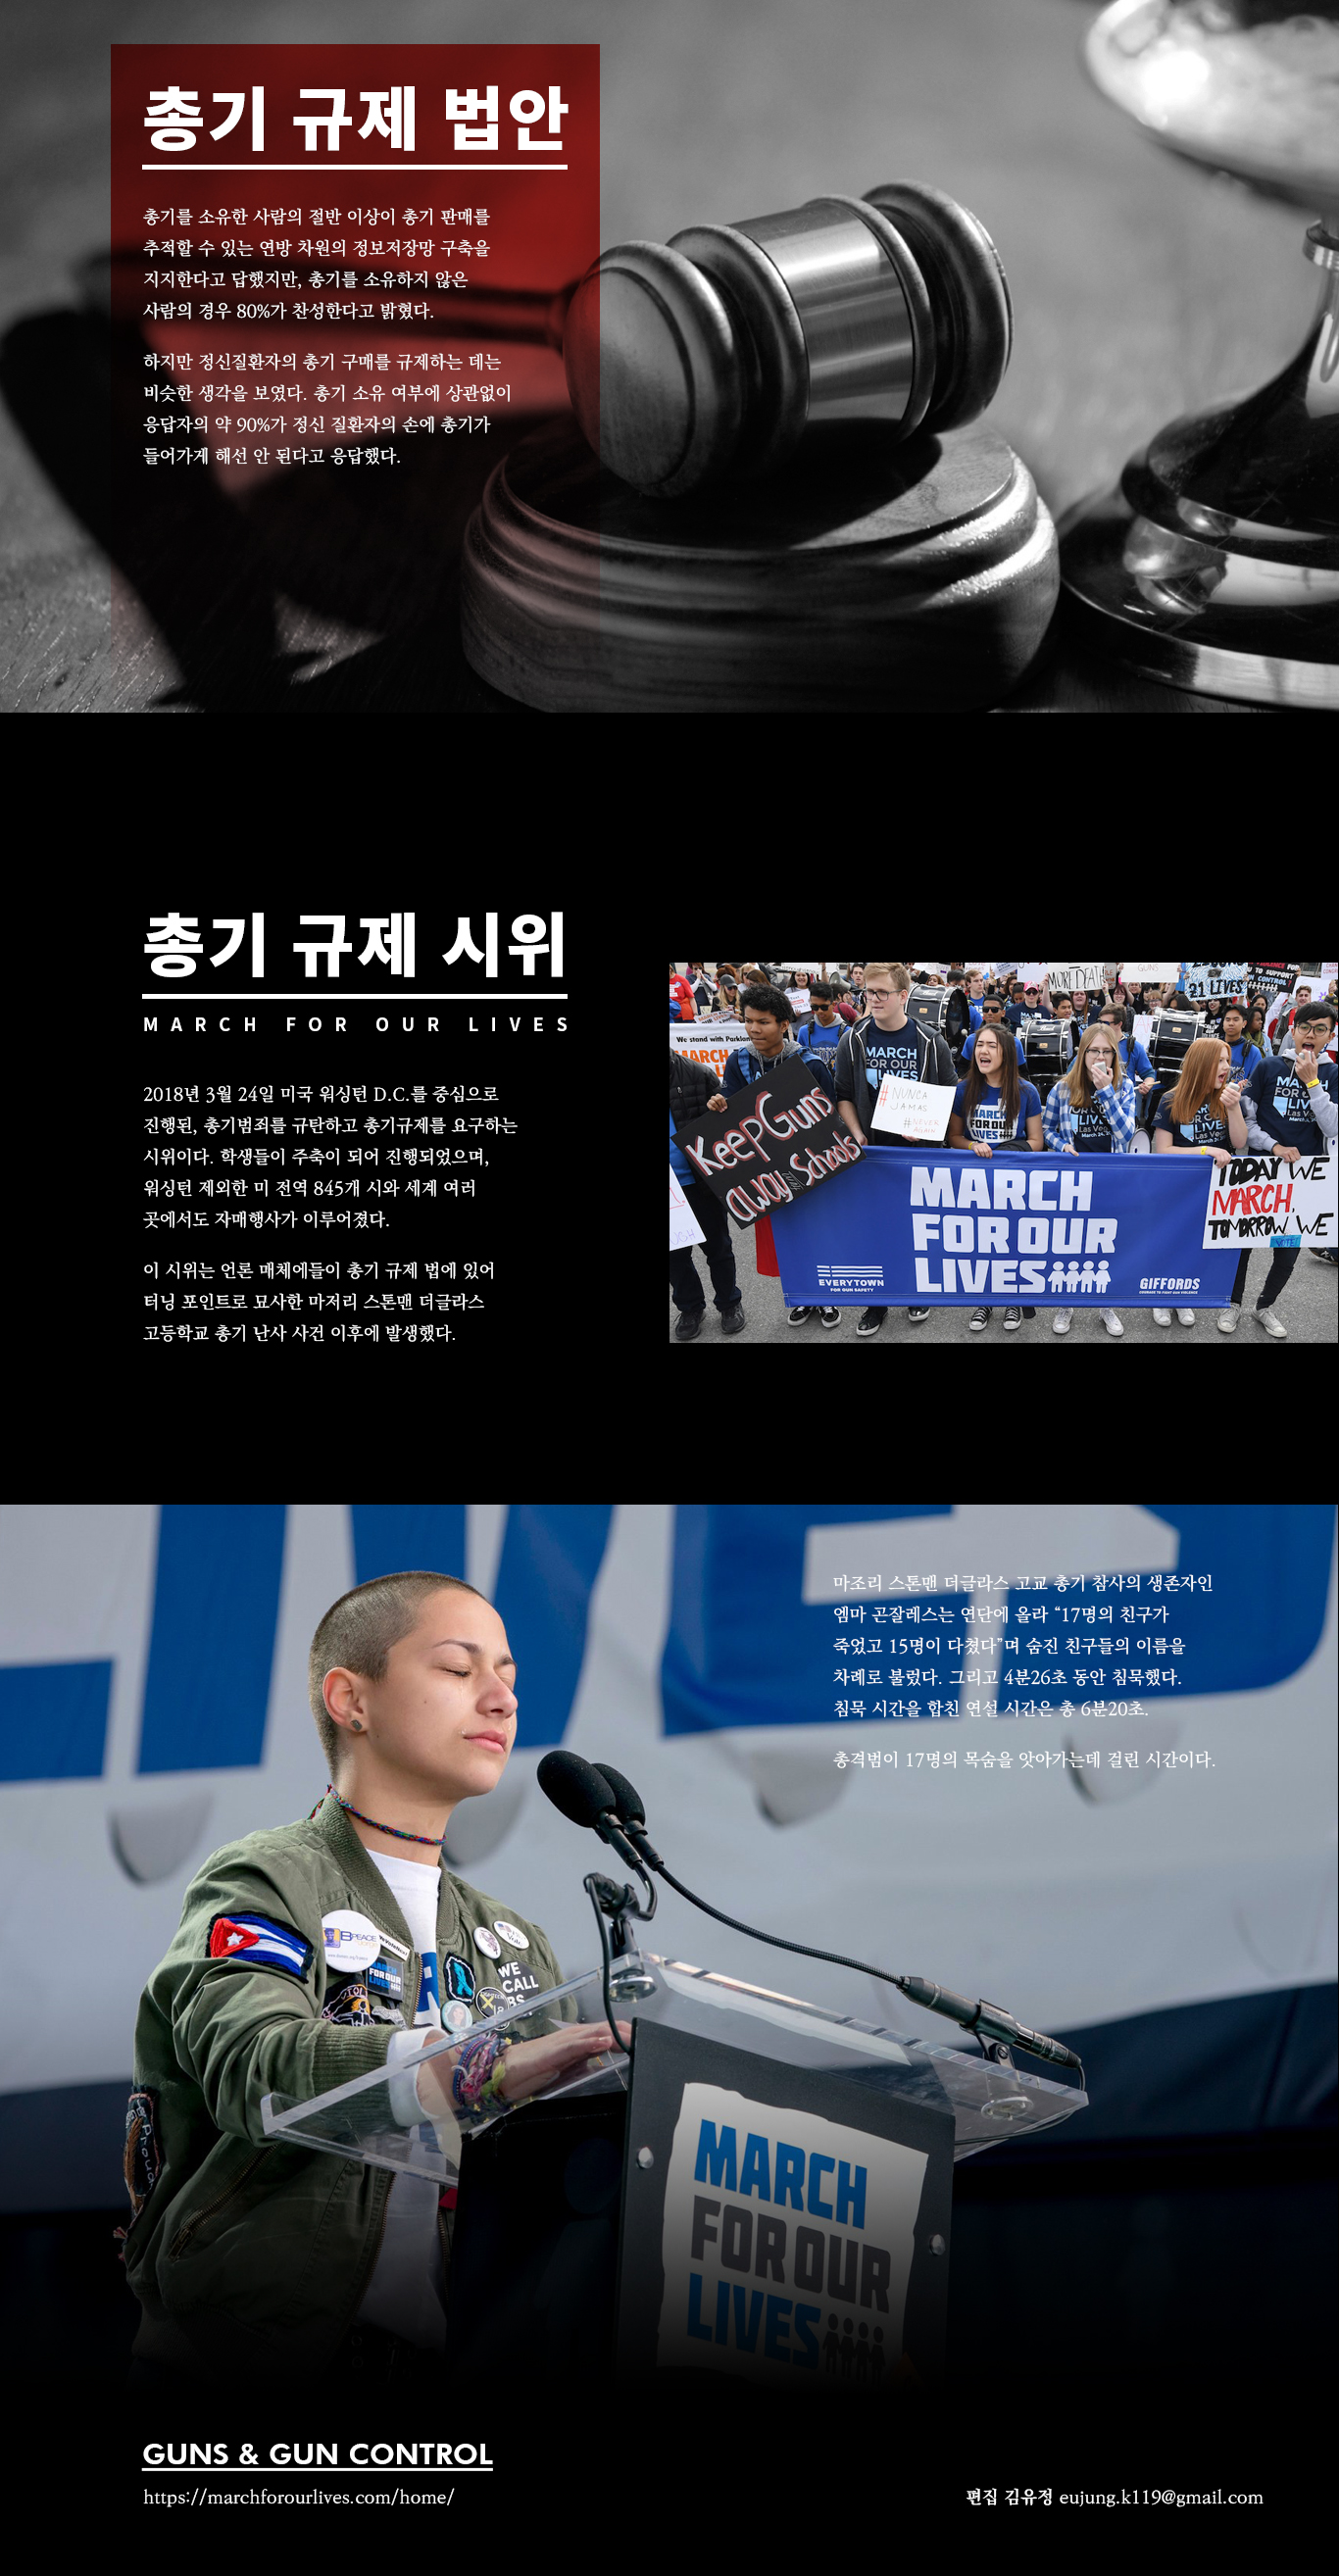 총기 규제 법안
총기를 소유한 사람의 절반 이상이 총기 판매를
추적할 수 있는 연방 차원의 정보저장망 구축을
지지한다고 답했지만, 총기를 소유하지 않은
사람의 경우 80%가 찬성한다고 밝혔다.
하지만 정신질환자의 총기 구매를 규제하는 데는
비슷한 생각을 보였다. 총기 소유 여부에 상관없이
응답자의 약 90%가 정신 질환자의 손에 총기가
들어가게 해선 안 된다고 응답했다.
총기 규제 시위
MARCH FOR OUR LIVES
2018년 3월 24일 미국 워싱턴 D.C.를 중심으로
진행된, 총기범죄를 규탄하고 총기규제를 요구하는
시위이다. 학생들이 주축이 되어 진행되었으며,
워싱턴 제외한 미 전역 845개 시와 세계 여러
곳에서도 자매행사가 이루어졌다.
이 시위는 언론 매체에들이 총기 규제 법에 있어
터닝 포인트로 묘사한 마저리 스톤맨 더글라스
고등학교 총기 난사 사건 이후에 발생했다.
21 LIVES
We stand with Parkland
MARCH
FOR OUR
LIVES
#NUNCA
JAMAS
#NEVER
AGAIN
Keep Guns
away Schools
MARCH
FOR OUR
LIVES
EVERYTOWN
FOR GUN SAFETY
GIFFORDS
TODAY WE
MARCH,
TOMORROW WE
VOTE!
마조리 스톤맨 더글라스 고교 총기 참사의 생존자인
엠마 곤잘레스는 연단에 올라 “17명의 친구가
죽었고 15명이 다쳤다”며 숨진 친구들의 이름을
차례로 불렀다. 그리고 4분26초 동안 침묵했다.
침묵 시간을 합친 연설 시간은 총 6분20초.
총격범이 17명의 목숨을 앗아가는데 걸린 시간이다.
PEACE
MARCH
FOR OUR
LIVES
WE
CALL
BS
MARCH
FOR OUR
LIVES
GUNS & GUN CONTROL
https://marchforourlives.com/home/
편집 김유정 eujung.k119@gmail.com